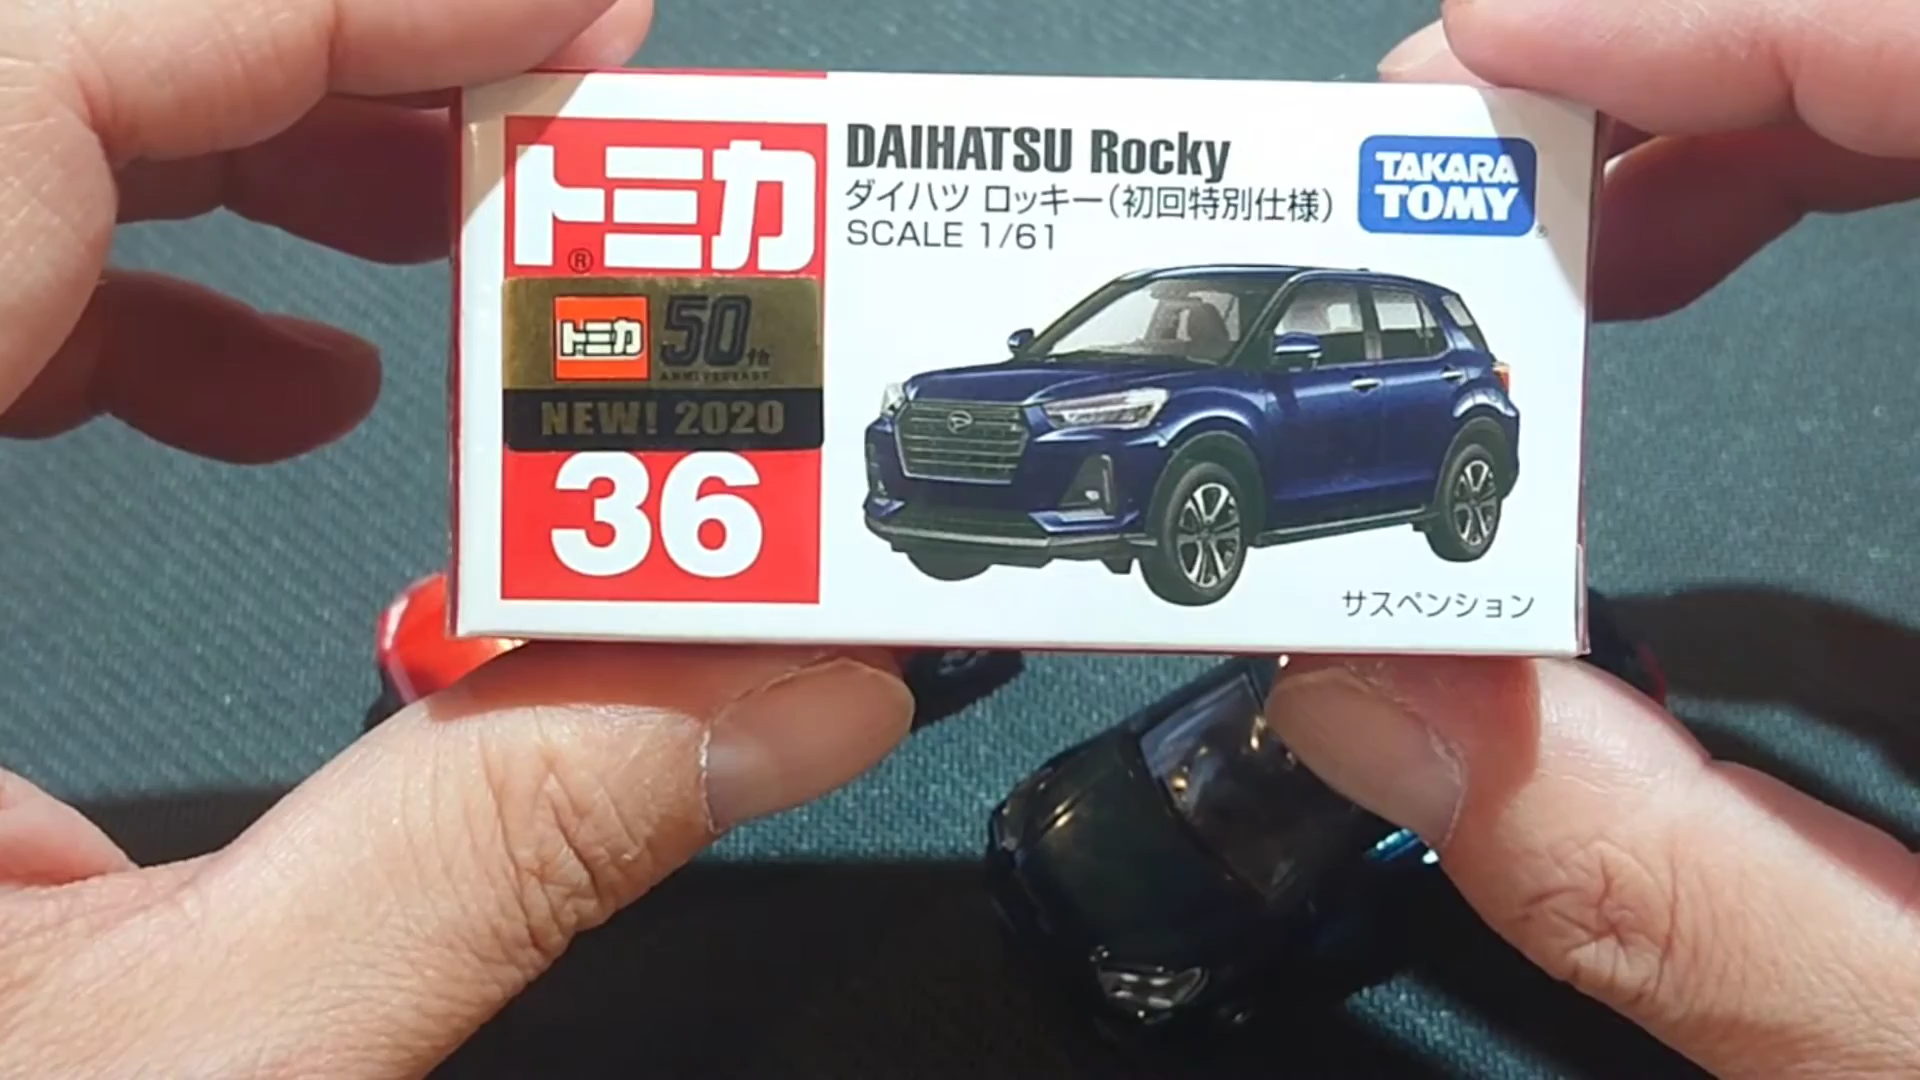 トミカ
®
トミカ 50th
ANNIVERSARY
NEW! 2020
36
DAIHATSU Rocky
ダイハツ ロッキー(初回特別仕様)
SCALE 1/61
TAKARA
TOMY
®
サスペンション